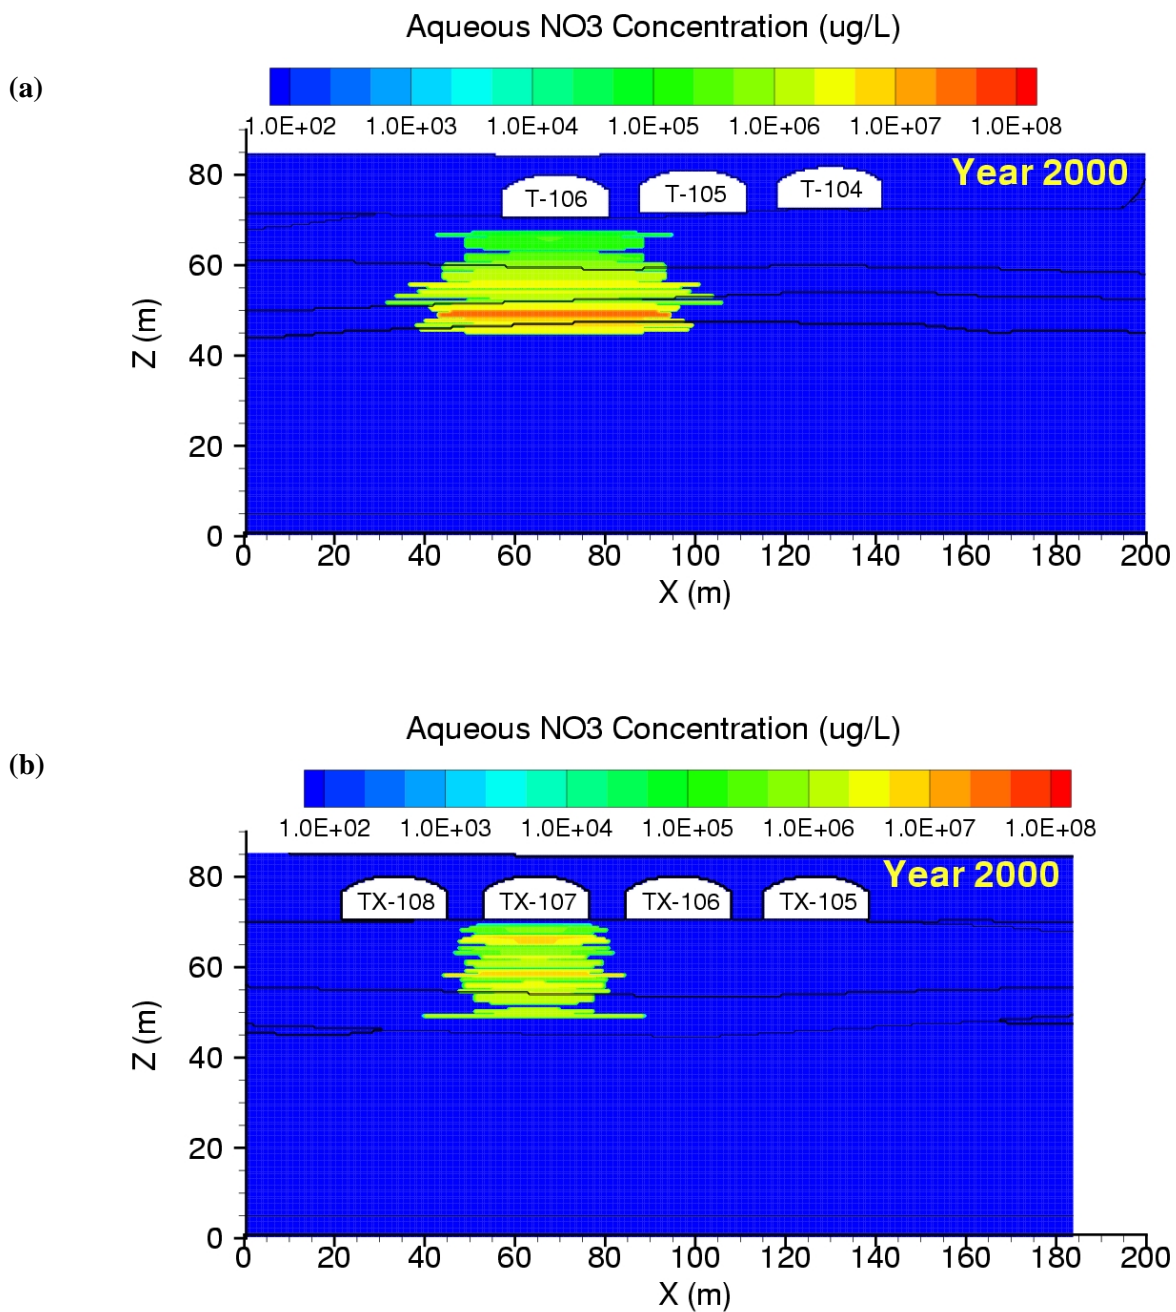 Aqueous NO3 Concentration (ug/L)
(a)
1.0E+02 1.0E+03 1.0E+04 1.0E+05 1.0E+06 1.0E+07 1.0E+08
Year 2000
T-106 T-105 T-104
80
60
40
20
0
Z (m)
0 20 40 60 80 100 120 140 160 180 200
X (m)
Aqueous NO3 Concentration (ug/L)
(b)
1.0E+02 1.0E+03 1.0E+04 1.0E+05 1.0E+06 1.0E+07 1.0E+08
Year 2000
TX-108 TX-107 TX-106 TX-105
80
60
40
20
0
Z (m)
0 20 40 60 80 100 120 140 160 180 200
X (m)